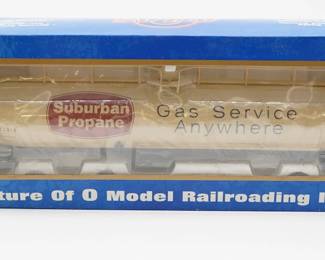 Suburban
Propane
Gas Service
Anywhere
ture Of O Model Railroading I